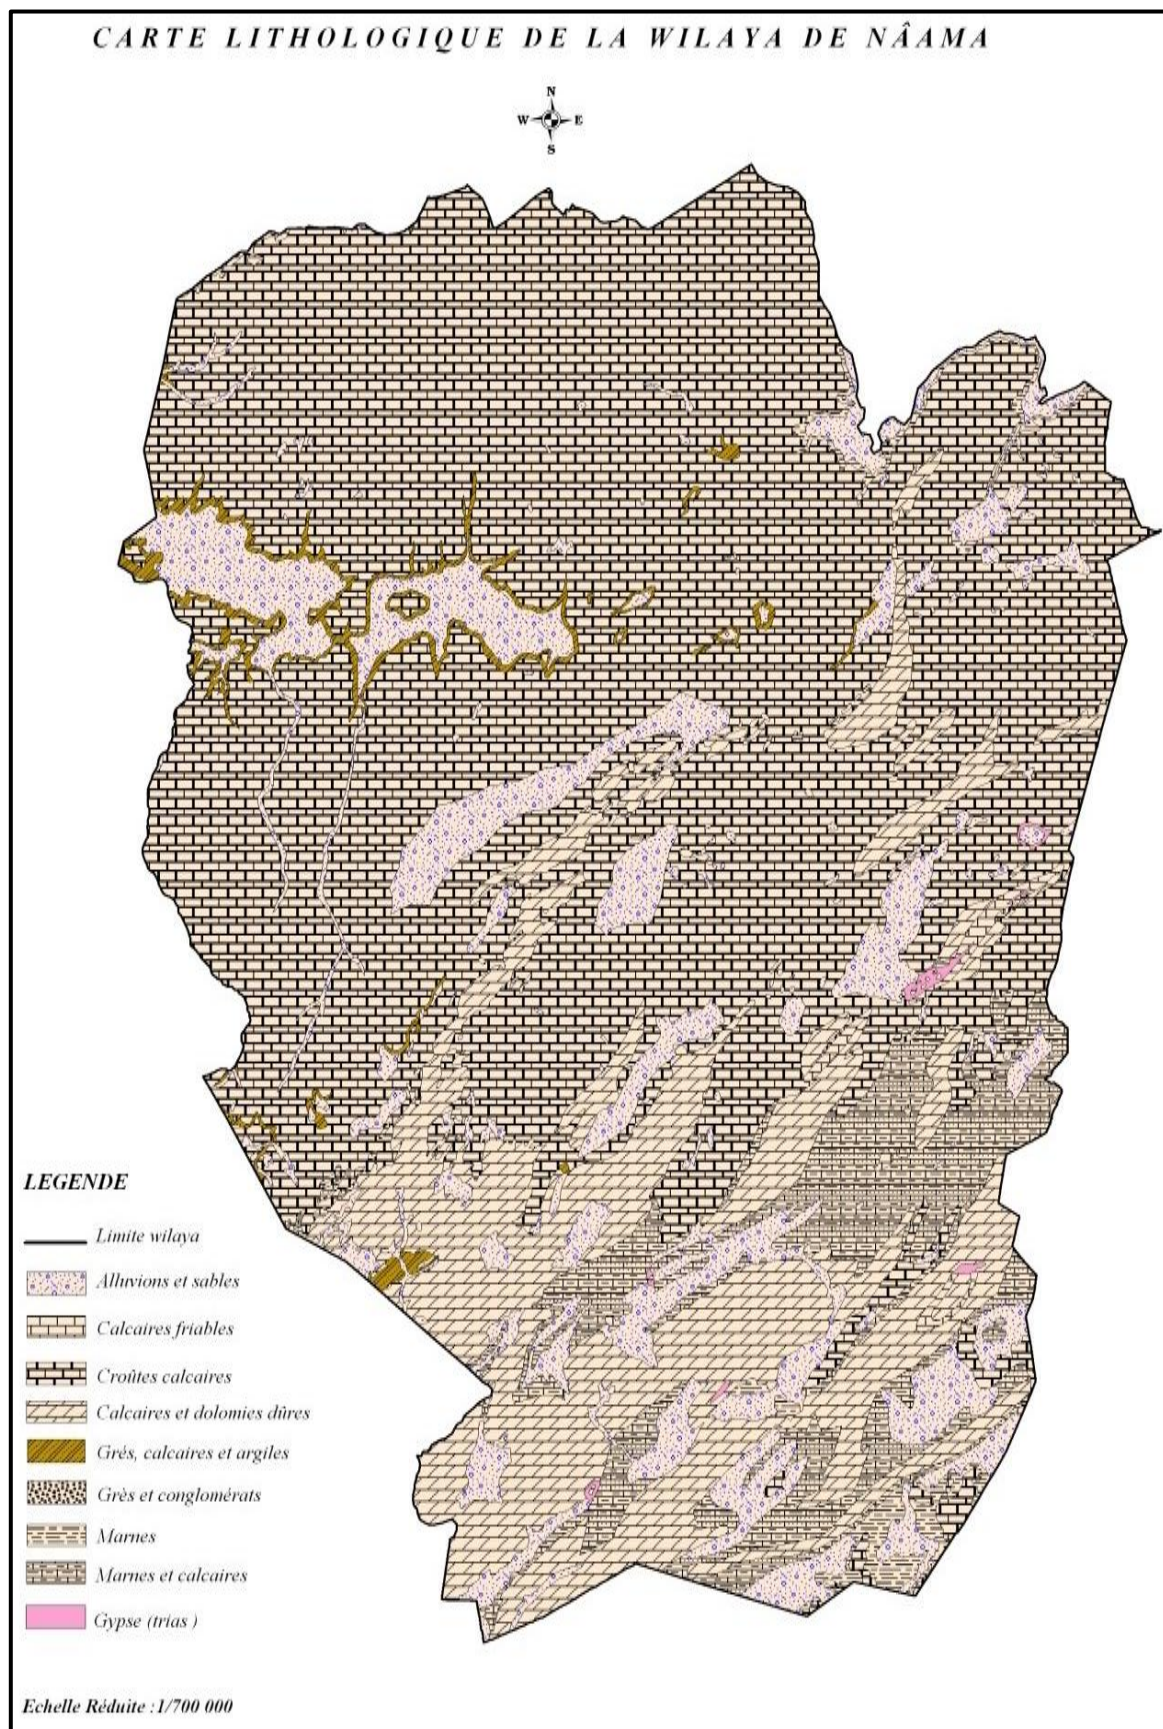 CARTE LITHOLOGIQUE DE LA WILAYA DE NÂAMA
N
W E
S
LEGENDE
Limite wilaya
Alluvions et sables
Calcaires friables
Croûtes calcaires
Calcaires et dolomies dûres
Grès, calcaires et argiles
Grès et conglomérats
Marnes
Marnes et calcaires
Gypse (trias )
Echelle Réduite :1/700 000